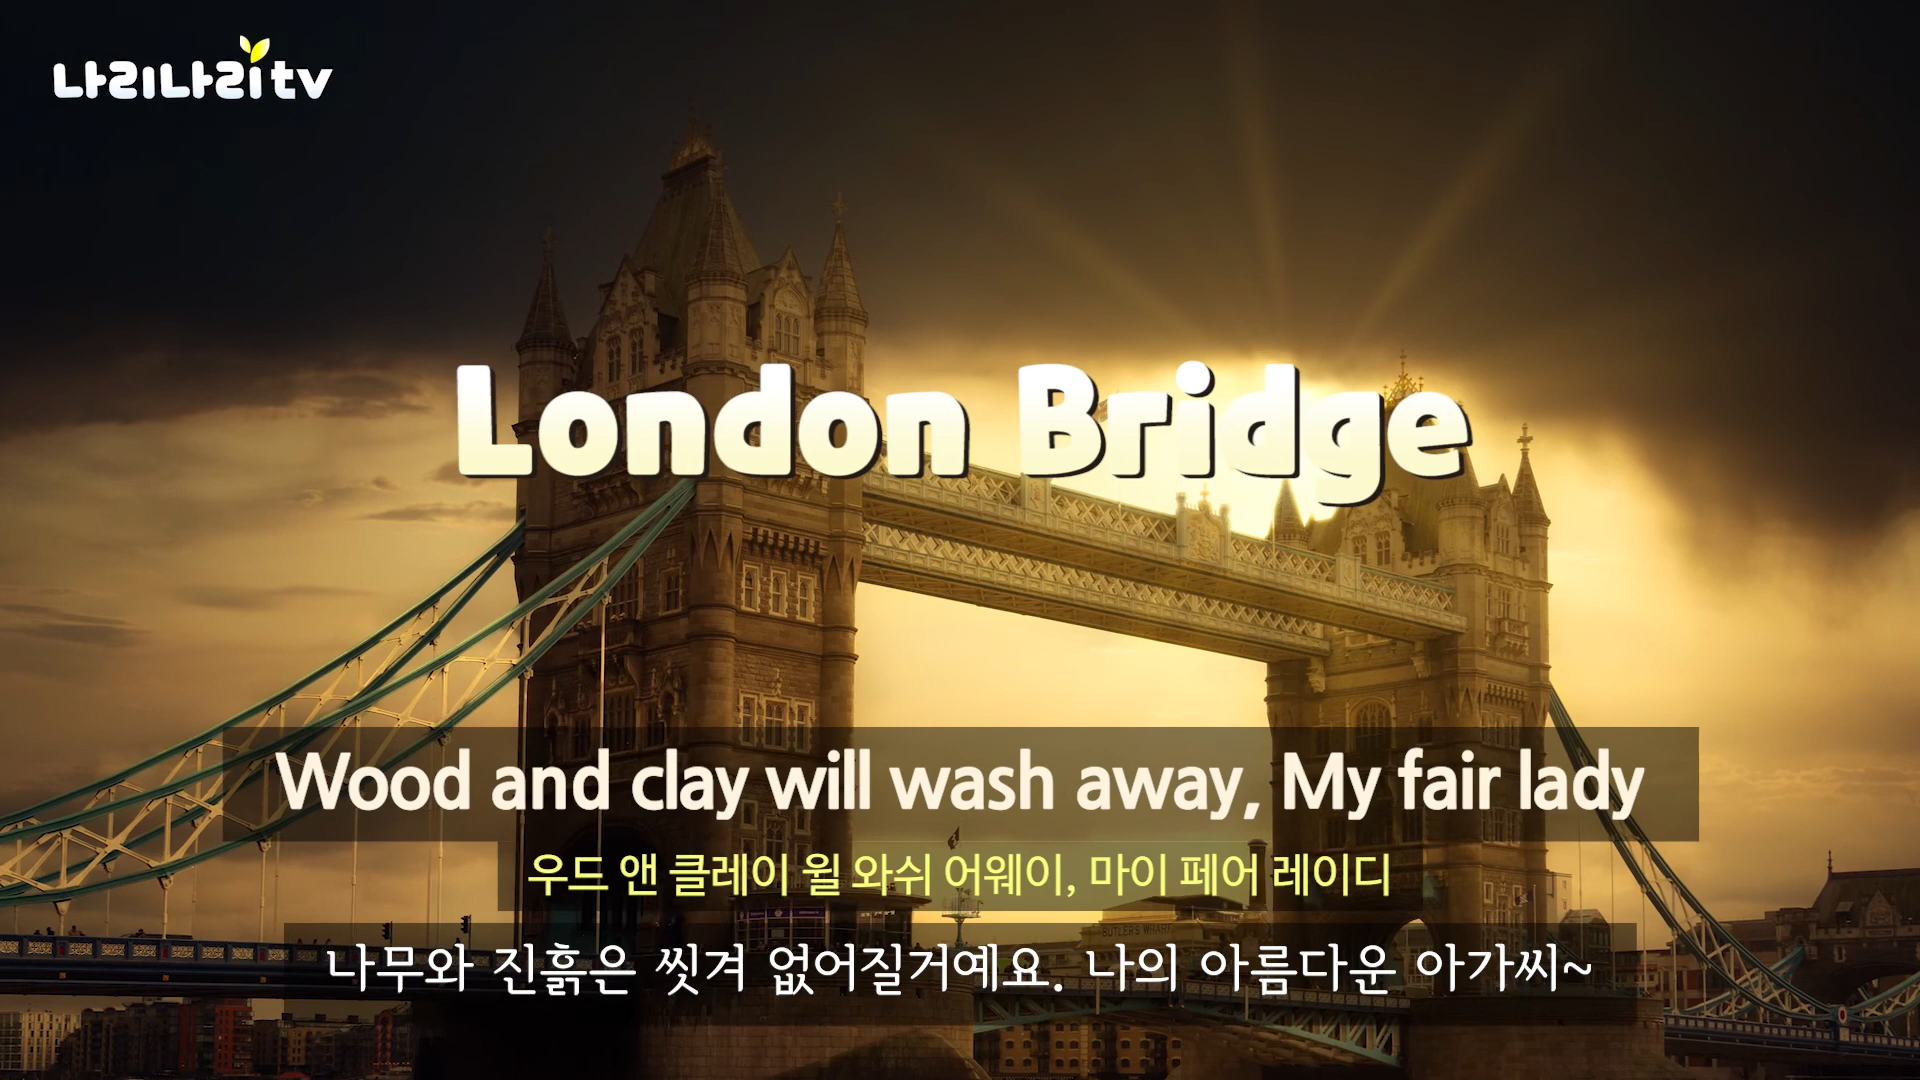 나리나리tv
London Bridge
Wood and clay will wash away, My fair lady
우드 앤 클레이 윌 와쉬 어웨이, 마이 페어 레이디
BUTLER'S WHARF
나무와 진흙은 씻겨 없어질거예요. 나의 아름다운 아가씨~